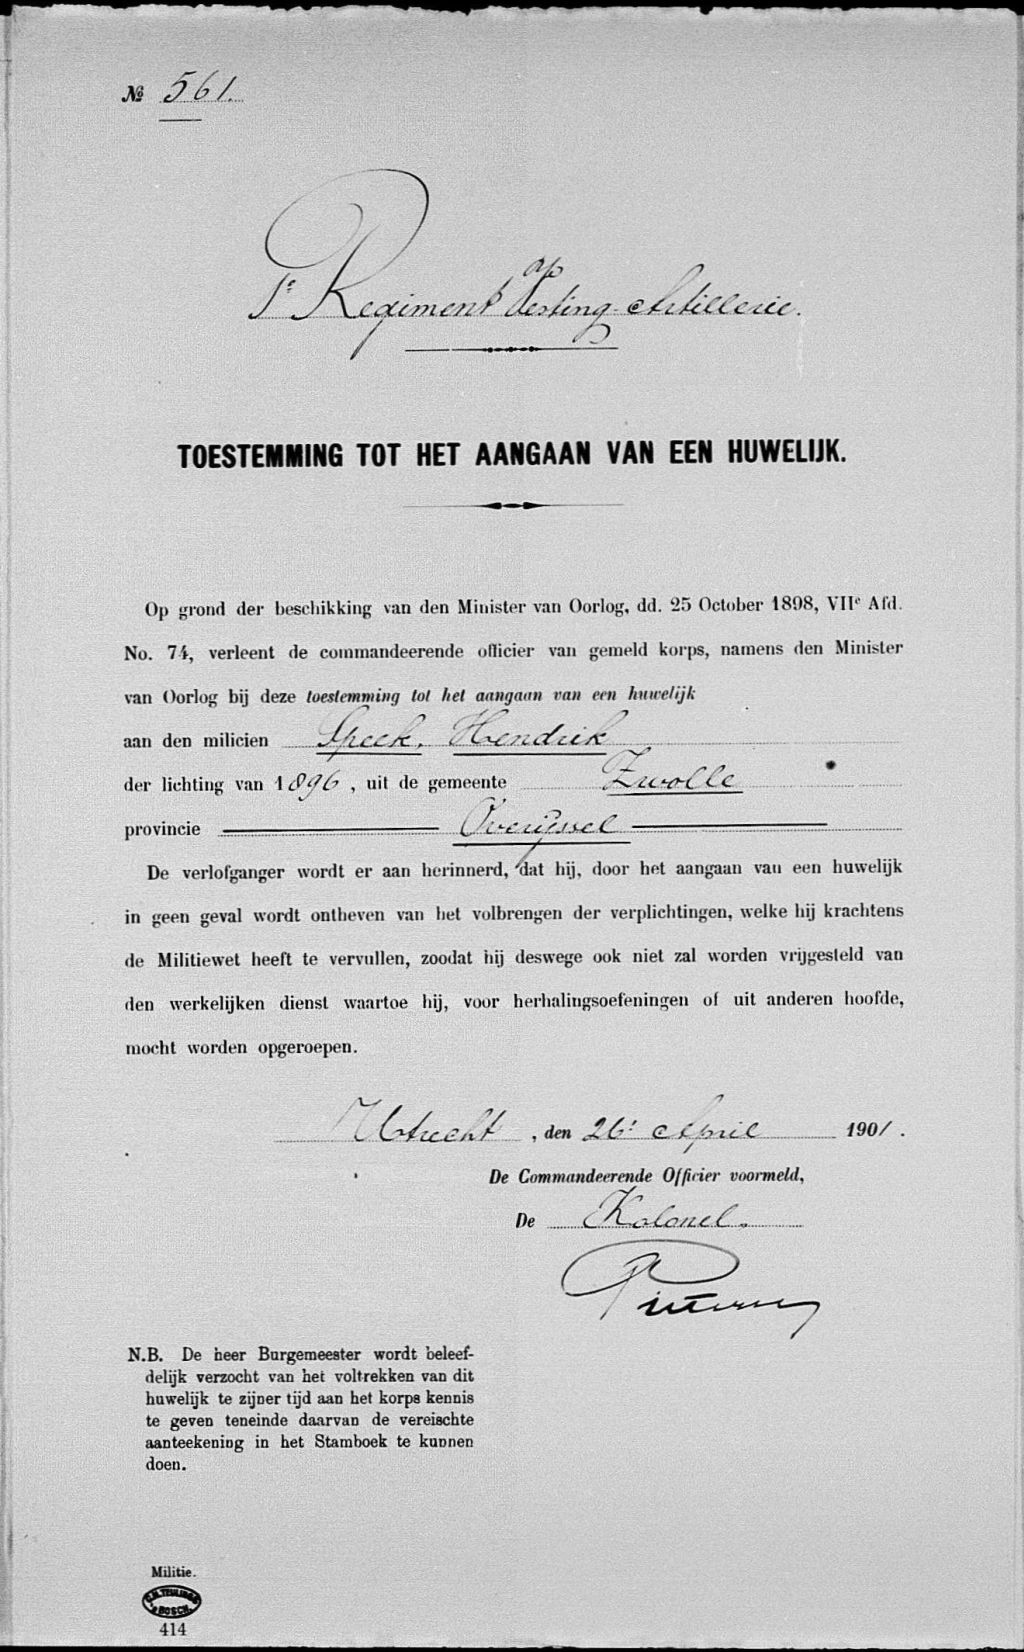 № 561.
1e Regiment Vesting-Artillerie.
TOESTEMMING TOT HET AANGAAN VAN EEN HUWELIJK.
Op grond der beschikking van den Minister van Oorlog, dd. 25 October 1898, VIIe Afd.
No. 74, verleent de commandeerende officier van gemeld korps, namens den Minister
van Oorlog bij deze toestemming tot het aangaan van een huwelijk
aan den milicien Speek, Hendrik
der lichting van 1896, uit de gemeente Zwolle
provincie Overijssel
De verlofganger wordt er aan herinnerd, dat hij, door het aangaan van een huwelijk
in geen geval wordt ontheven van het volbrengen der verplichtingen, welke hij krachtens
de Militiewet heeft te vervullen, zoodat hij deswege ook niet zal worden vrijgesteld van
den werkelijken dienst waartoe hij, voor herhalingsoefeningen of uit anderen hoofde,
mocht worden opgeroepen.
Utrecht, den 26e April 1901.
De Commandeerende Officier voormeld,
De Kolonel.
N.B. De heer Burgemeester wordt beleef-
delijk verzocht van het voltrekken van dit
huwelijk te zijner tijd aan het korps kennis
te geven teneinde daarvan de vereischte
aanteekening in het Stamboek te kunnen
doen.
Militie.
C.N. TEULINGS
'S BOSCH.
414